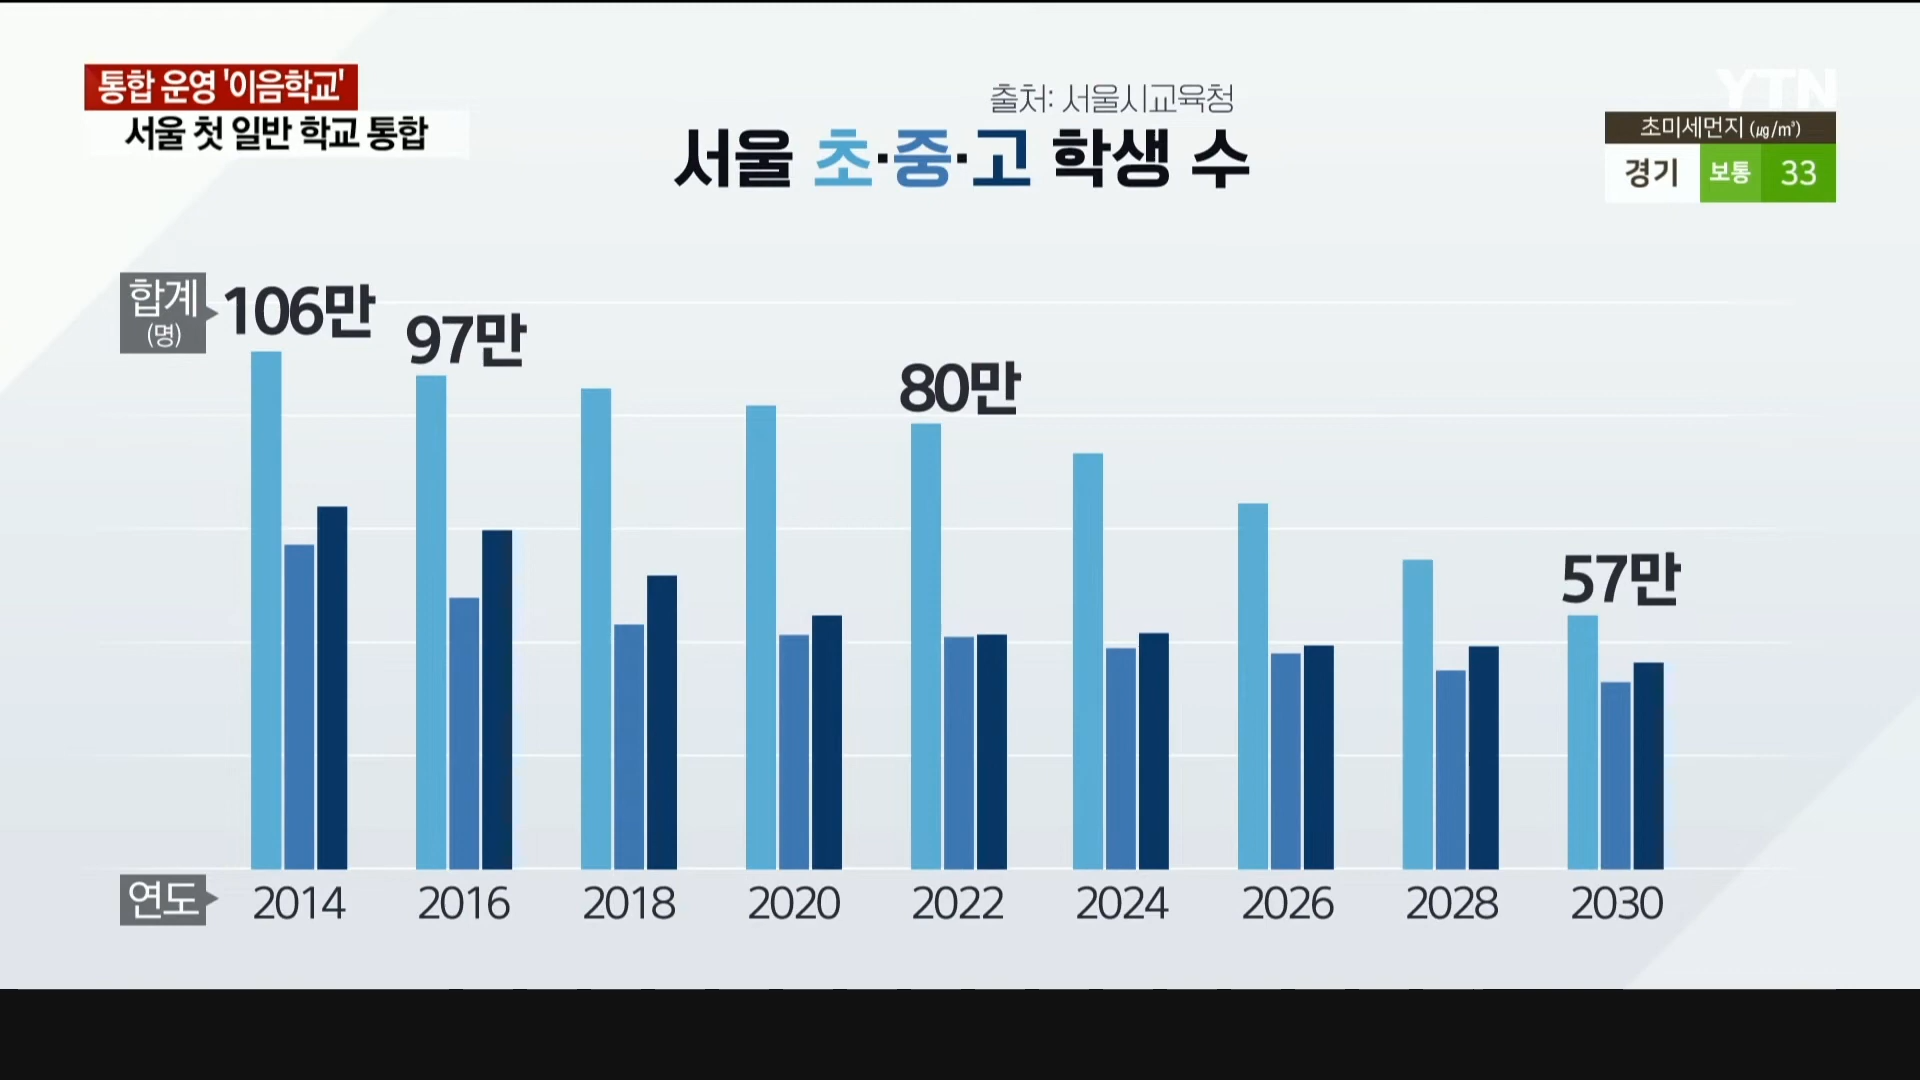 통합 운영 '이음학교'
서울 첫 일반 학교 통합
출처: 서울시교육청
서울 초·중·고 학생 수
YTN
초미세먼지 (㎍/㎥)
경기 보통 33
합계
(명)
106만
97만
80만
57만
연도
2014 2016 2018 2020 2022 2024 2026 2028 2030